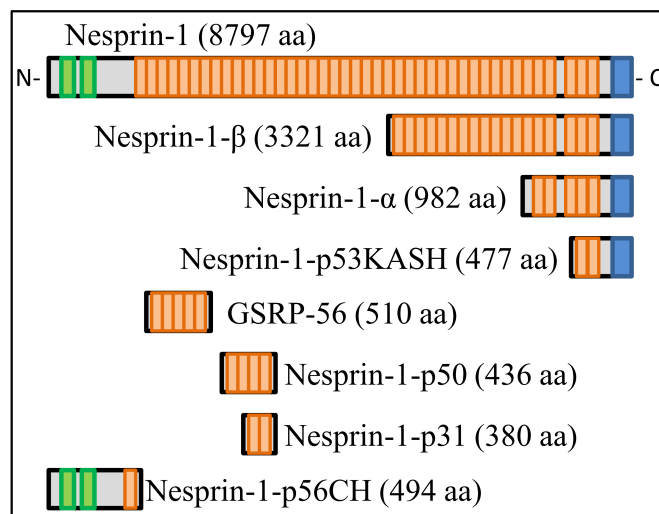 Nesprin-1 (8797 aa)
N- - C
Nesprin-1-β (3321 aa)
Nesprin-1-α (982 aa)
Nesprin-1-p53KASH (477 aa)
GSRP-56 (510 aa)
Nesprin-1-p50 (436 aa)
Nesprin-1-p31 (380 aa)
Nesprin-1-p56CH (494 aa)